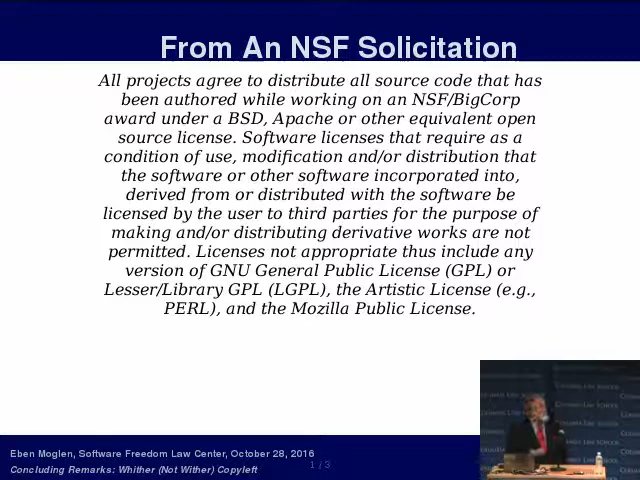 From An NSF Solicitation
All projects agree to distribute all source code that has
been authored while working on an NSF/BigCorp
award under a BSD, Apache or other equivalent open
source license. Software licenses that require as a
condition of use, modification and/or distribution that
the software or other software incorporated into,
derived from or distributed with the software be
licensed by the user to third parties for the purpose of
making and/or distributing derivative works are not
permitted. Licenses not appropriate thus include any
version of GNU General Public License (GPL) or
Lesser/Library GPL (LGPL), the Artistic License (e.g.,
PERL), and the Mozilla Public License.
Eben Moglen, Software Freedom Law Center, October 28, 2016
1 / 3
Concluding Remarks: Whither (Not Wither) Copyleft